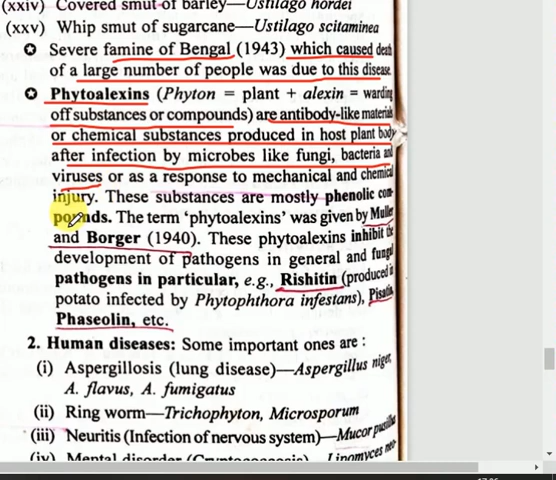 (xxiv) Covered smut of barley—Ustilago hordei
(xxv) Whip smut of sugarcane—Ustilago scitaminea
✪ Severe famine of Bengal (1943) which caused death
of a large number of people was due to this disease.
✪ Phytoalexins (Phyton = plant + alexin = warding
off substances or compounds) are antibody-like materials
or chemical substances produced in host plant body
after infection by microbes like fungi, bacteria and
viruses or as a response to mechanical and chemical
injury. These substances are mostly phenolic com-
pounds. The term ‘phytoalexins’ was given by Muller
and Borger (1940). These phytoalexins inhibit the
development of pathogens in general and fungal
pathogens in particular, e.g., Rishitin (produced in
potato infected by Phytophthora infestans), Pisatin,
Phaseolin, etc.
2. Human diseases: Some important ones are :
(i) Aspergillosis (lung disease)—Aspergillus niger,
A. flavus, A. fumigatus
(ii) Ring worm—Trichophyton, Microsporum
(iii) Neuritis (Infection of nervous system)—Mucor pusillus
(iv) Mental disorder